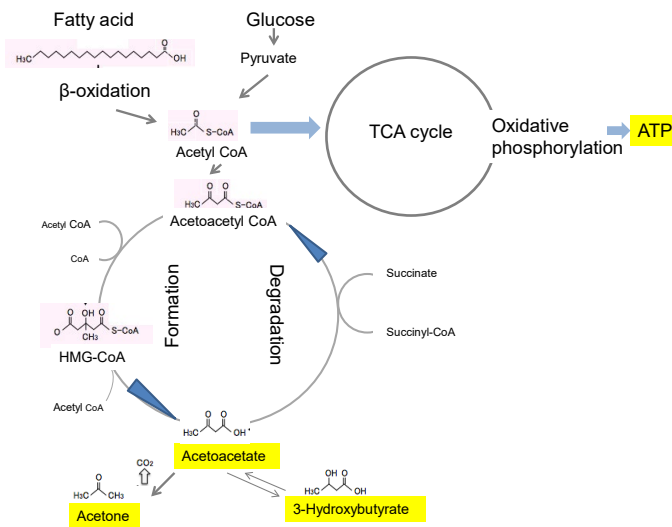 Fatty acid
Glucose
H₃C
O
OH
Pyruvate
β-oxidation
O
H₃C
S-CoA
Acetyl CoA
TCA cycle
Oxidative
phosphorylation
ATP
O O
H₃C
S-CoA
Acetoacetyl CoA
Acetyl CoA
CoA
Formation
Degradation
Succinate
Succinyl-CoA
O OH O
O
S-CoA
CH₃
HMG-CoA
Acetyl CoA
O O
H₃C
OH
Acetoacetate
CO₂
O
H₃C
CH₃
Acetone
OH O
H₃C
OH
3-Hydroxybutyrate